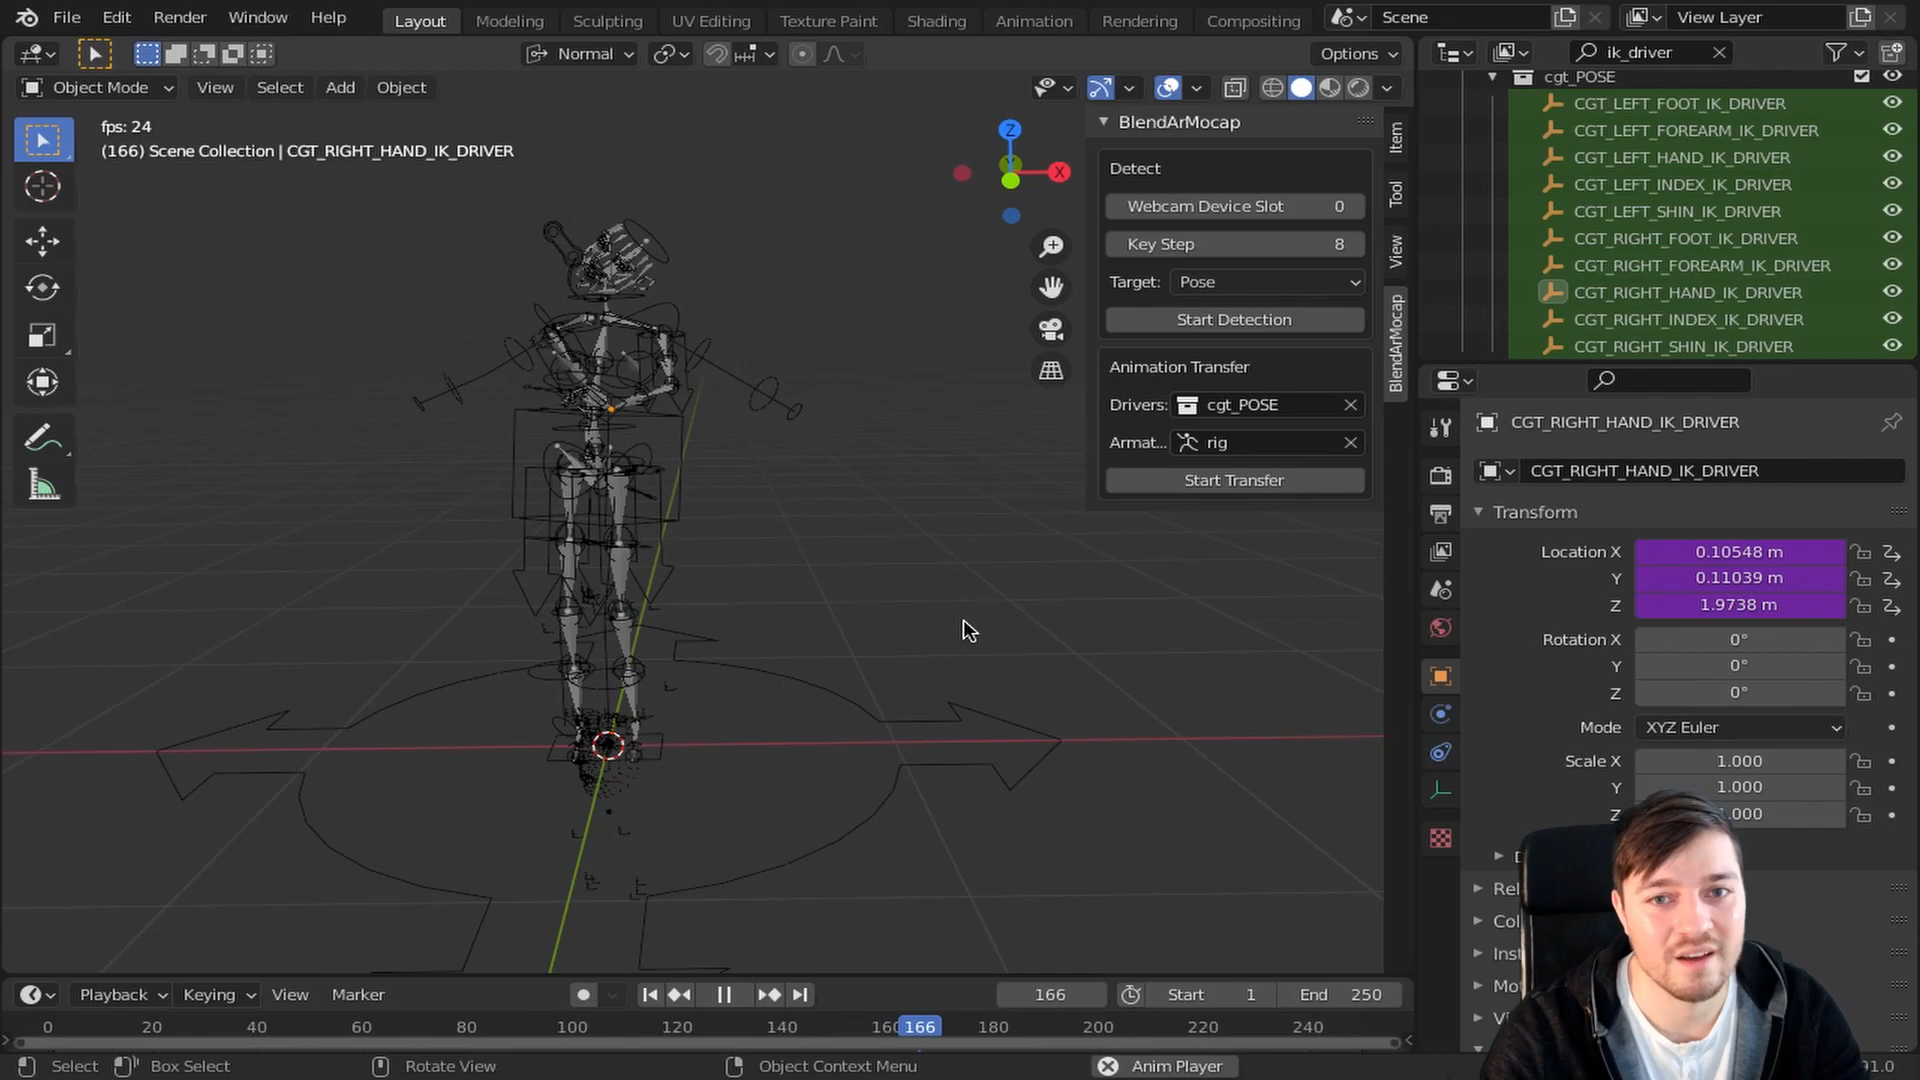 File Edit Render Window Help Layout Modeling Sculpting UV Editing Texture Paint Shading Animation Rendering Compositing Scene View Layer
Normal Options ik_driver
Object Mode View Select Add Object
fps: 24
(166) Scene Collection | CGT_RIGHT_HAND_IK_DRIVER
Z
X
BlendArMocap
Detect
Webcam Device Slot 0
Key Step 8
Target: Pose
Start Detection
Animation Transfer
Drivers: cgt_POSE
Armat... rig
Start Transfer
Item
Tool
View
BlendArMocap
cgt_POSE
CGT_LEFT_FOOT_IK_DRIVER
CGT_LEFT_FOREARM_IK_DRIVER
CGT_LEFT_HAND_IK_DRIVER
CGT_LEFT_INDEX_IK_DRIVER
CGT_LEFT_SHIN_IK_DRIVER
CGT_RIGHT_FOOT_IK_DRIVER
CGT_RIGHT_FOREARM_IK_DRIVER
CGT_RIGHT_HAND_IK_DRIVER
CGT_RIGHT_INDEX_IK_DRIVER
CGT_RIGHT_SHIN_IK_DRIVER
CGT_RIGHT_HAND_IK_DRIVER
CGT_RIGHT_HAND_IK_DRIVER
Transform
Location X 0.10548 m
Y 0.11039 m
Z 1.9738 m
Rotation X 0°
Y 0°
Z 0°
Mode XYZ Euler
Scale X 1.000
Y 1.000
Z .000
Rel
Col
Inst
Mot
Playback Keying View Marker 166 Start 1 End 250
0 20 40 60 80 100 120 140 160 166 180 200 220 240
Select Box Select Rotate View Object Context Menu Anim Player